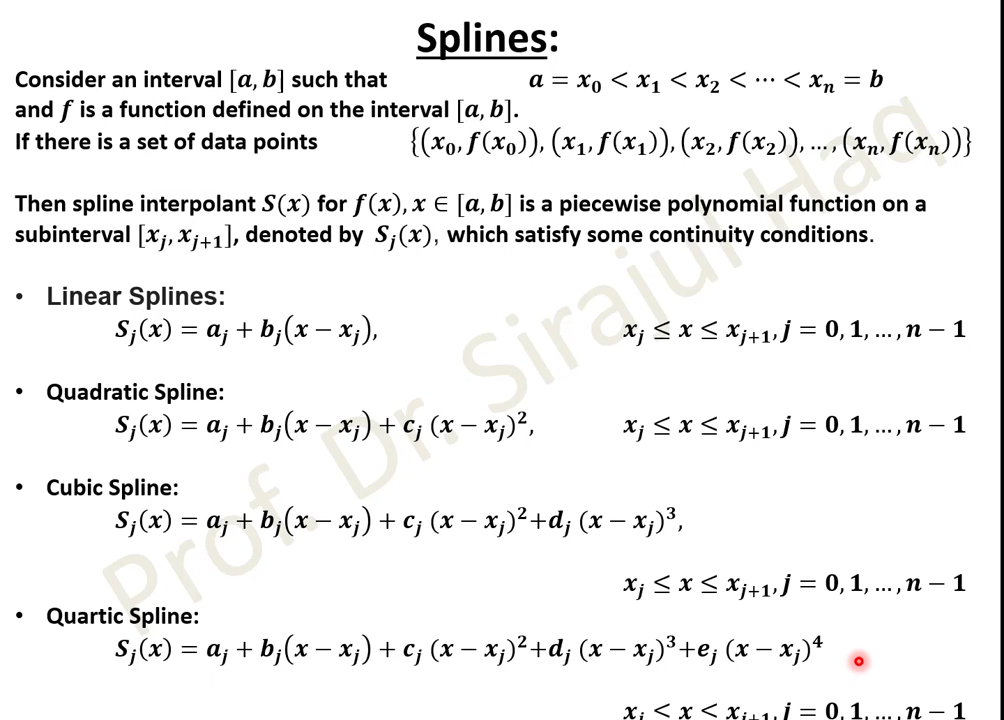 Splines:
Consider an interval [a, b] such that a = x₀ < x₁ < x₂ < ⋯ < xₙ = b
and f is a function defined on the interval [a, b].
If there is a set of data points {(x₀, f(x₀)), (x₁, f(x₁)), (x₂, f(x₂)), … , (xₙ, f(xₙ))}
Then spline interpolant S(x) for f(x), x ∈ [a, b] is a piecewise polynomial function on a
subinterval [xⱼ, xⱼ₊₁], denoted by Sⱼ(x), which satisfy some continuity conditions.
• Linear Splines:
Sⱼ(x) = aⱼ + bⱼ(x − xⱼ), xⱼ ≤ x ≤ xⱼ₊₁, j = 0, 1, … , n − 1
• Quadratic Spline:
Sⱼ(x) = aⱼ + bⱼ(x − xⱼ) + cⱼ (x − xⱼ)², xⱼ ≤ x ≤ xⱼ₊₁, j = 0, 1, … , n − 1
• Cubic Spline:
Sⱼ(x) = aⱼ + bⱼ(x − xⱼ) + cⱼ (x − xⱼ)²+dⱼ (x − xⱼ)³,
xⱼ ≤ x ≤ xⱼ₊₁, j = 0, 1, … , n − 1
• Quartic Spline:
Sⱼ(x) = aⱼ + bⱼ(x − xⱼ) + cⱼ (x − xⱼ)²+dⱼ (x − xⱼ)³+eⱼ (x − xⱼ)⁴
xⱼ < x < xⱼ₊₁, j = 0, 1, … , n − 1
Prof. Dr. Sirajul Haq